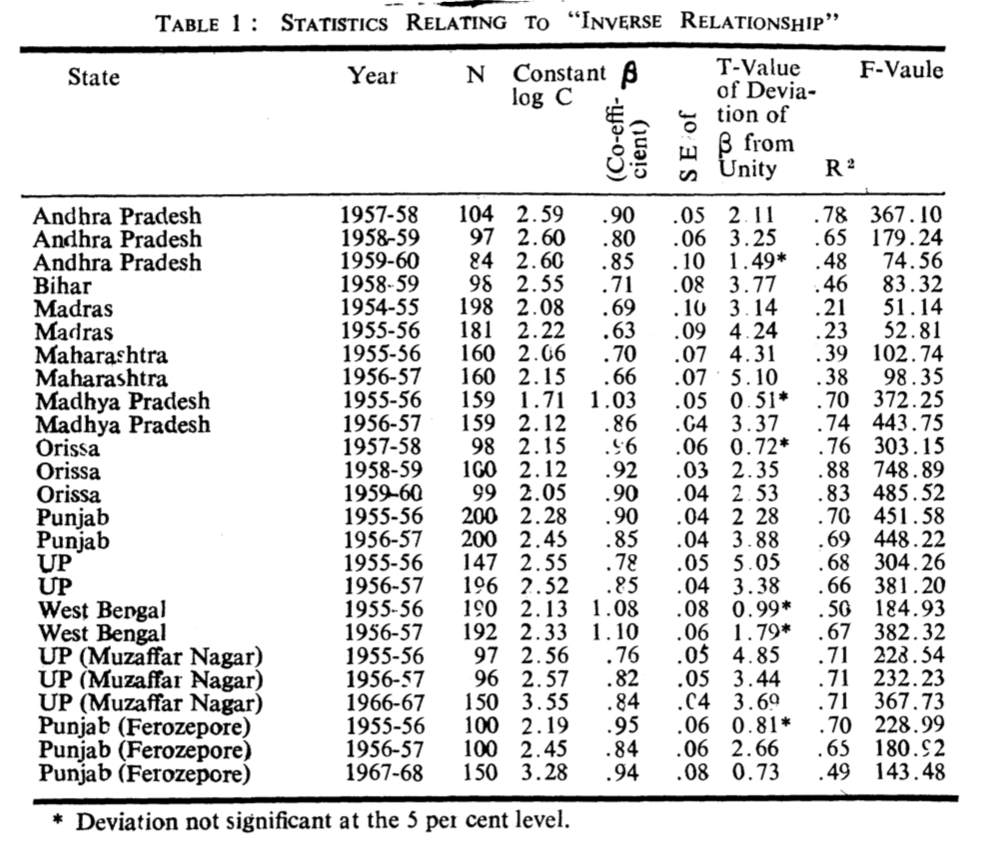 TABLE 1 : STATISTICS RELATING TO "INVERSE RELATIONSHIP"
State Year N Constant log C β (Co-effi-cient) S E of T-Value of Devia-tion of β from Unity R² F-Vaule
Andhra Pradesh 1957-58 104 2.59 .90 .05 2 11 .78 367.10
Andhra Pradesh 1958-59 97 2.60 .80 .06 3.25 .65 179.24
Andhra Pradesh 1959-60 84 2.60 .85 .10 1.49* .48 74.56
Bihar 1958-59 98 2.55 .71 .08 3.77 .46 83.32
Madras 1954-55 198 2.08 .69 .10 3.14 .21 51.14
Madras 1955-56 181 2.22 .63 .09 4.24 .23 52.81
Maharashtra 1955-56 160 2.06 .70 .07 4.31 .39 102.74
Maharashtra 1956-57 160 2.15 .66 .07 5.10 .38 98.35
Madhya Pradesh 1955-56 159 1.71 1.03 .05 0.51* .70 372.25
Madhya Pradesh 1956-57 159 2.12 .86 .04 3.37 .74 443.75
Orissa 1957-58 98 2.15 .96 .06 0.72* .76 303.15
Orissa 1958-59 100 2.12 .92 .03 2.35 .88 748.89
Orissa 1959-60 99 2.05 .90 .04 2 53 .83 485.52
Punjab 1955-56 200 2.28 .90 .04 2 28 .70 451.58
Punjab 1956-57 200 2.45 .85 .04 3.88 .69 448.22
UP 1955-56 147 2.55 .78 .05 5.05 .68 304.26
UP 1956-57 196 2.52 .85 .04 3.38 .66 381.20
West Bengal 1955-56 190 2.13 1.08 .08 0.99* .50 184.93
West Bengal 1956-57 192 2.33 1.10 .06 1.79* .67 382.32
UP (Muzaffar Nagar) 1955-56 97 2.56 .76 .05 4.85 .71 228.54
UP (Muzaffar Nagar) 1956-57 96 2.57 .82 .05 3.44 .71 232.23
UP (Muzaffar Nagar) 1966-67 150 3.55 .84 .04 3.69 .71 367.73
Punjab (Ferozepore) 1955-56 100 2.19 .95 .06 0.81* .70 228.99
Punjab (Ferozepore) 1956-57 100 2.45 .84 .06 2.66 .65 180.92
Punjab (Ferozepore) 1967-68 150 3.28 .94 .08 0.73 .49 143.48
* Deviation not significant at the 5 per cent level.